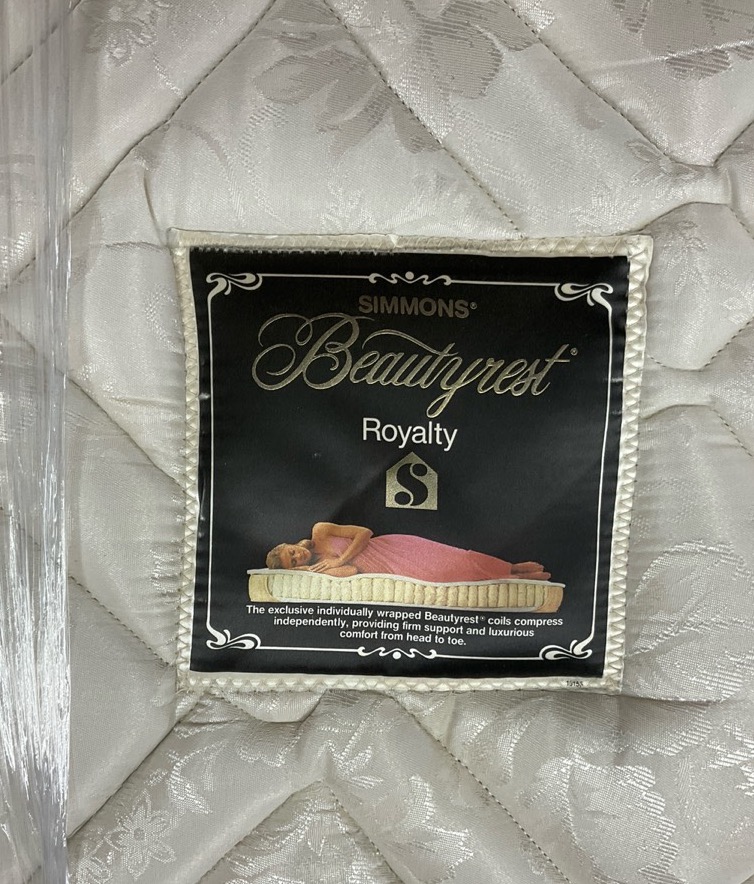 SIMMONS®
Beautyrest®
Royalty
S
The exclusive individually wrapped Beautyrest® coils compress
independently, providing firm support and luxurious
comfort from head to toe.